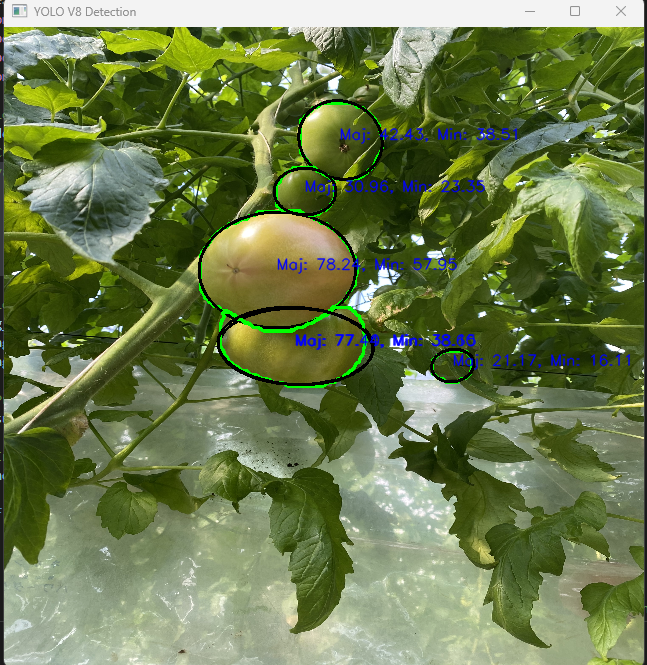 YOLO V8 Detection
Maj: 42.43, Min: 38.51
Maj: 30.96, Min: 23.35
Maj: 78.24, Min: 57.95
Maj: 77.49, Min: 38.66
Maj: 21.17, Min: 16.11